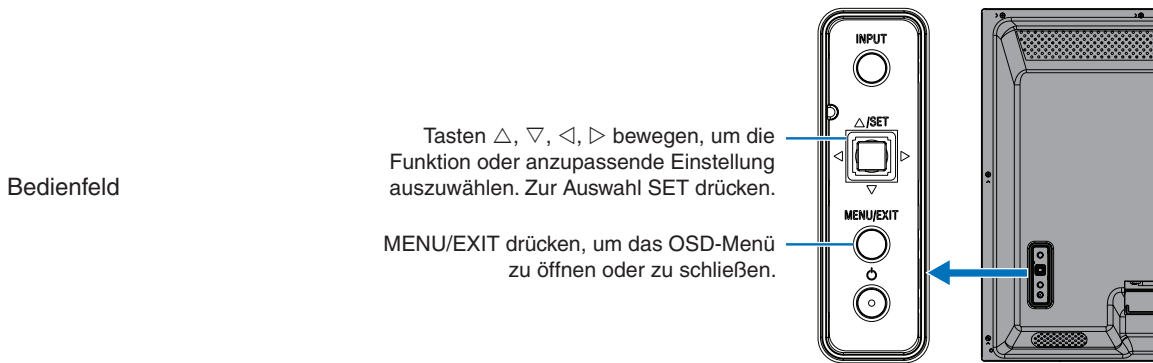 Bedienfeld
Tasten △, ▽, ◁, ▷ bewegen, um die
Funktion oder anzupassende Einstellung
auszuwählen. Zur Auswahl SET drücken.
MENU/EXIT drücken, um das OSD-Menü
zu öffnen oder zu schließen.
INPUT
△/SET
◁ ▷
▽
MENU/EXIT
⏻